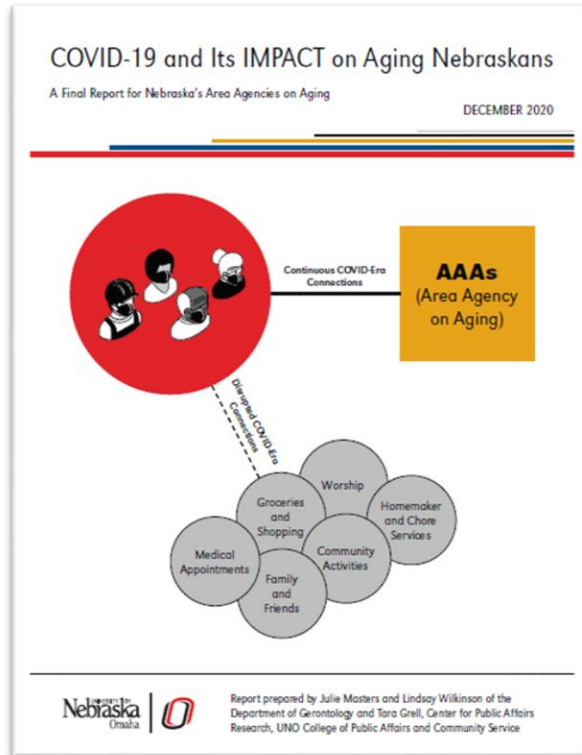 COVID-19 and Its IMPACT on Aging Nebraskans
A Final Report for Nebraska's Area Agencies on Aging
DECEMBER 2020
Continuous COVID-Era
Connections
AAAs
(Area Agency
on Aging)
Disrupted COVID-Era
Connections
Worship
Groceries
and
Shopping
Homemaker
and Chore
Services
Medical
Appointments
Community
Activities
Family
and
Friends
UNIVERSITY OF
Nebraska
Omaha
O
Report prepared by Julie Masters and Lindsay Wilkinson of the
Department of Gerontology and Tara Grell, Center for Public Affairs
Research, UNO College of Public Affairs and Community Service